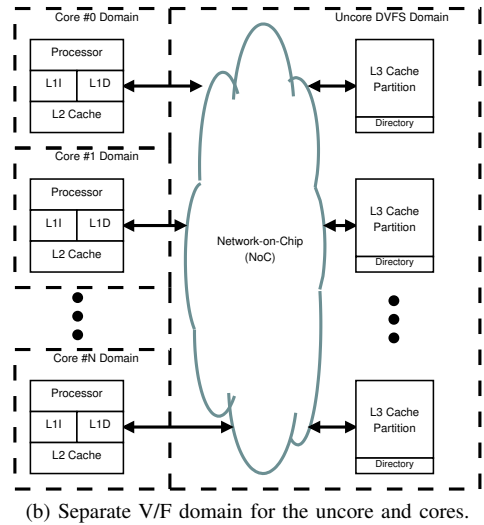 Core #0 Domain
Uncore DVFS Domain
Processor
L1I L1D
L2 Cache
L3 Cache
Partition
Directory
Core #1 Domain
Processor
L1I L1D
L2 Cache
Network-on-Chip
(NoC)
L3 Cache
Partition
Directory
Core #N Domain
Processor
L1I L1D
L2 Cache
L3 Cache
Partition
Directory
(b) Separate V/F domain for the uncore and cores.